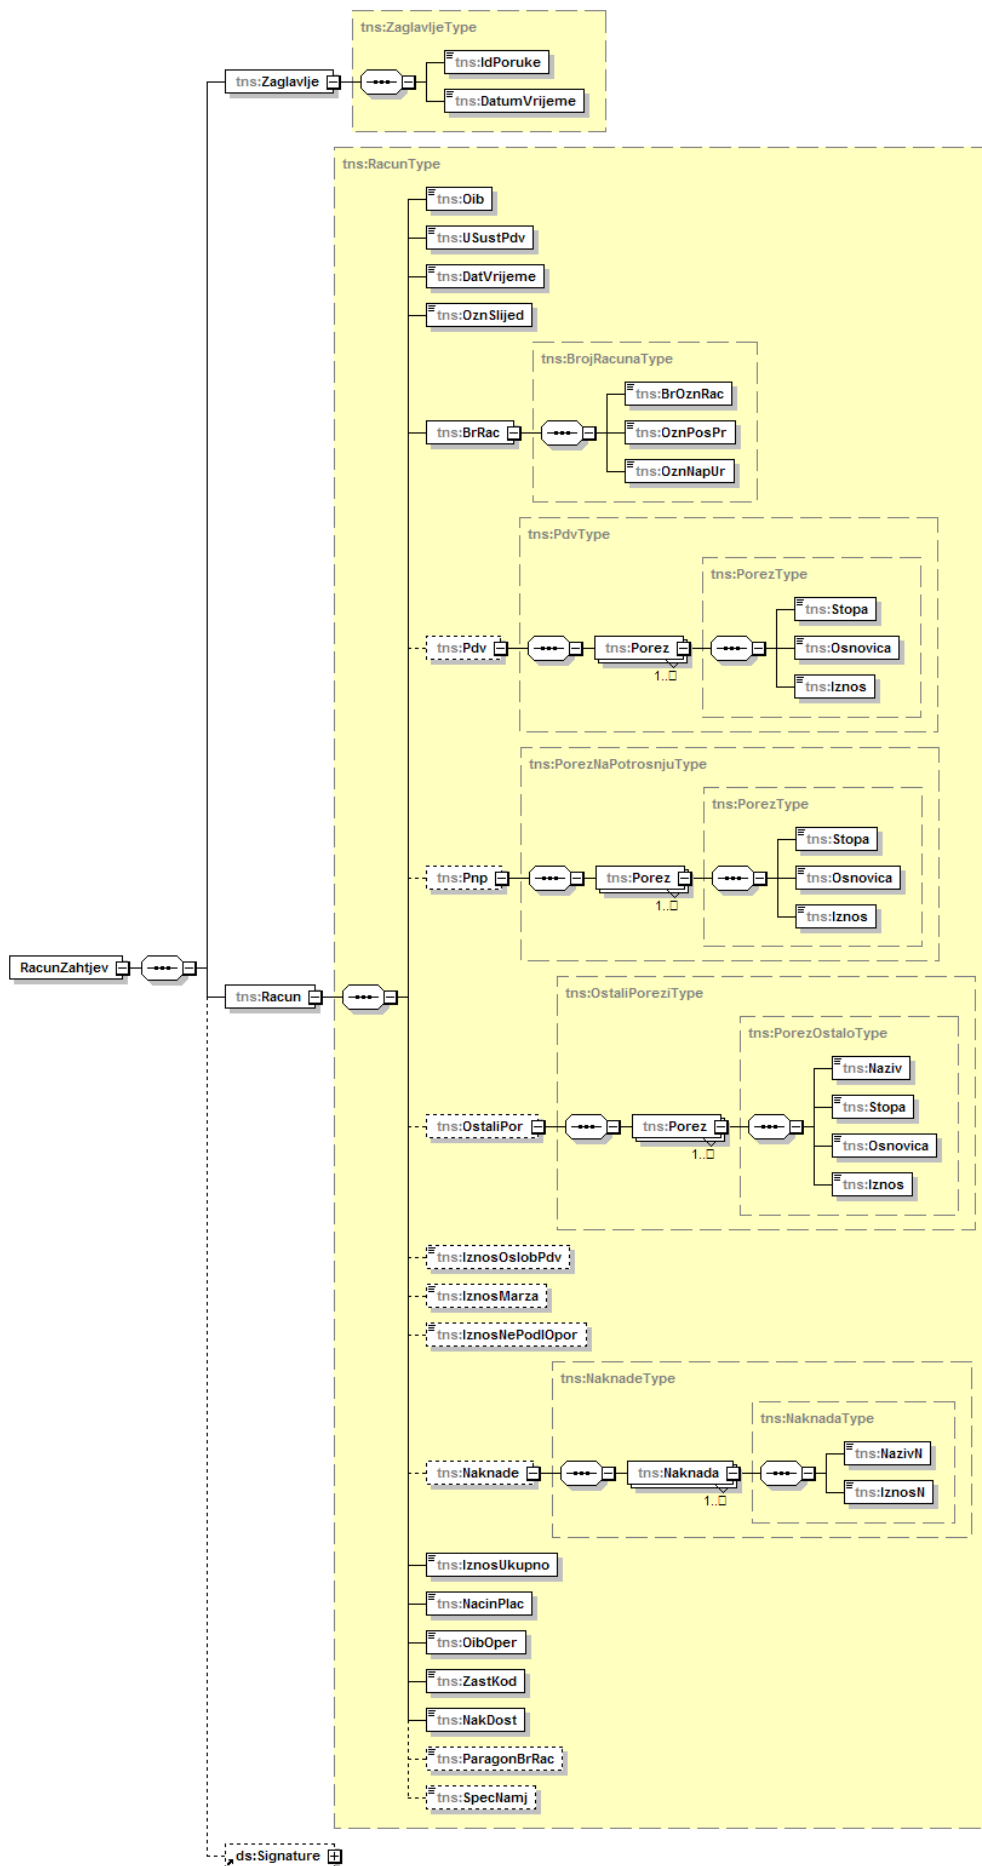 tns:ZaglavljeType
tns:IdPoruke
tns:Zaglavlje
tns:DatumVrijeme
tns:RacunType
tns:Oib
tns:USustPdv
tns:DatVrijeme
tns:OznSlijed
tns:BrojRacunaType
tns:BrOznRac
tns:BrRac
tns:OznPosPr
tns:OznNapUr
tns:PdvType
tns:PorezType
tns:Stopa
tns:Pdv
tns:Porez
tns:Osnovica
1..□
tns:Iznos
tns:PorezNaPotrosnjuType
tns:PorezType
tns:Stopa
tns:Pnp
tns:Porez
tns:Osnovica
1..□
tns:Iznos
RacunZahtjev
tns:Racun
tns:OstaliPoreziType
tns:PorezOstaloType
tns:Naziv
tns:Stopa
tns:OstaliPor
tns:Porez
tns:Osnovica
1..□
tns:Iznos
tns:IznosOslobPdv
tns:IznosMarza
tns:IznosNePodlOpor
tns:NaknadeType
tns:NaknadaType
tns:NazivN
tns:Naknade
tns:Naknada
tns:IznosN
1..□
tns:IznosUkupno
tns:NacinPlac
tns:OibOper
tns:ZastKod
tns:NakDost
tns:ParagonBrRac
tns:SpecNamj
ds:Signature